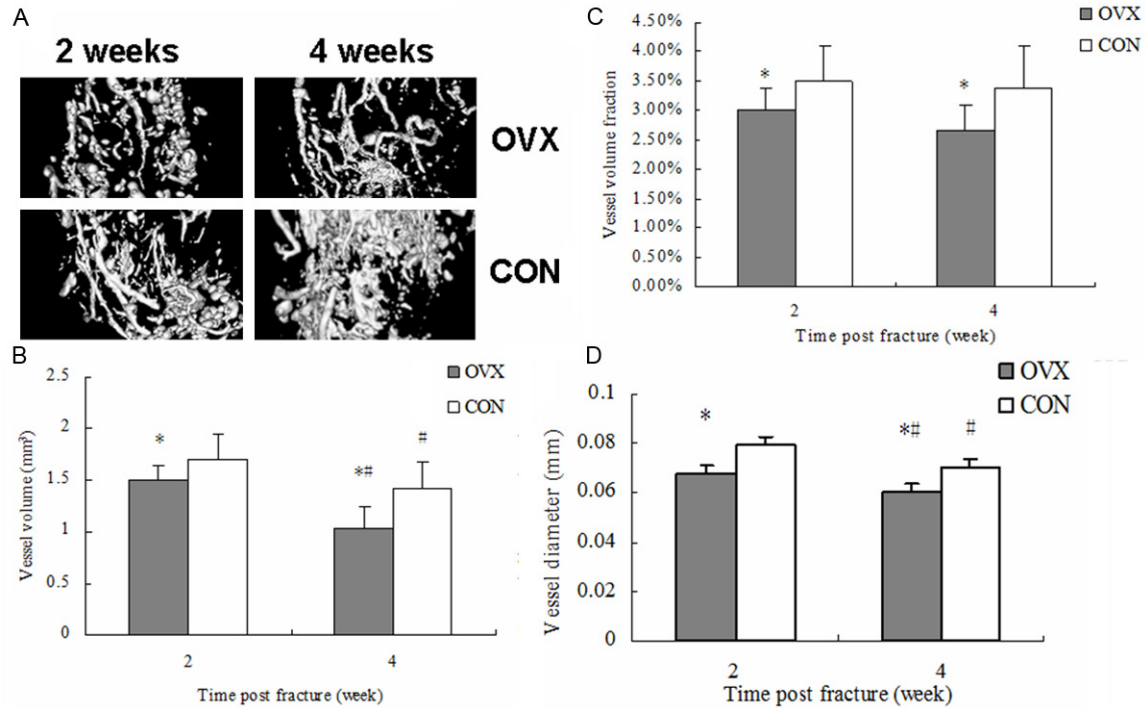 A
2 weeks
4 weeks
OVX
CON
B
2.5
2
1.5
1
0.5
0
Vessel volume (mm³)
OVX
CON
*
*#
#
2
4
Time post fracture (week)
C
4.50%
4.00%
3.50%
3.00%
2.50%
2.00%
1.50%
1.00%
0.50%
0.00%
Vessel volume fraction
OVX
CON
*
*
2
4
Time post fracture (week)
D
0.1
0.08
0.06
0.04
0.02
0
Vessel diameter (mm)
OVX
CON
*
*#
#
2
4
Time post fracture (week)